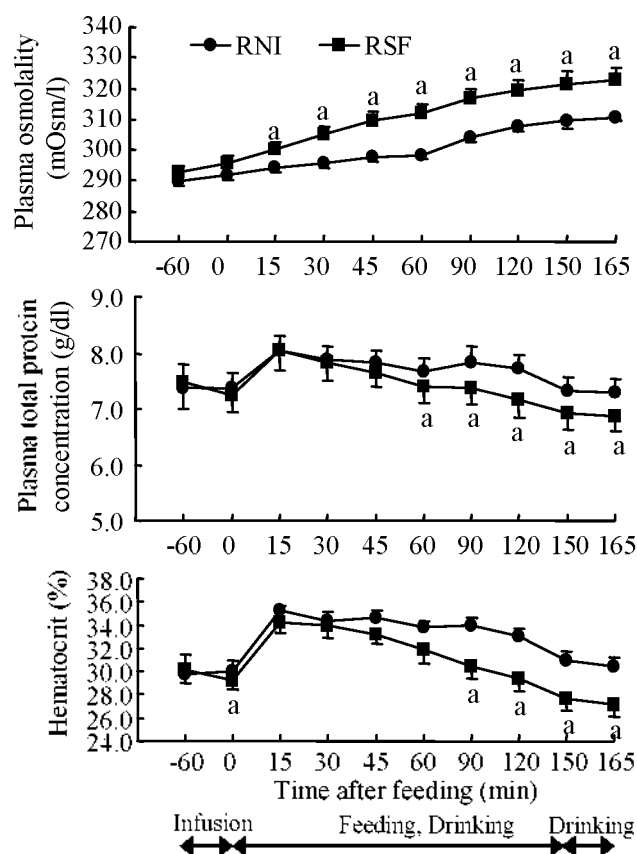 340
RNI RSF
330
320
310
300
290
280
270
Plasma osmolality
(mOsm/l)
a a a a a a a a
-60 0 15 30 45 60 90 120 150 165
9.0
8.0
7.0
6.0
5.0
Plasma total protein
concentration (g/dl)
a a a a a
-60 0 15 30 45 60 90 120 150 165
38.0
36.0
34.0
32.0
30.0
28.0
26.0
24.0
Hematocrit (%)
a a a a a
-60 0 15 30 45 60 90 120 150 165
Time after feeding (min)
Infusion Feeding, Drinking Drinking